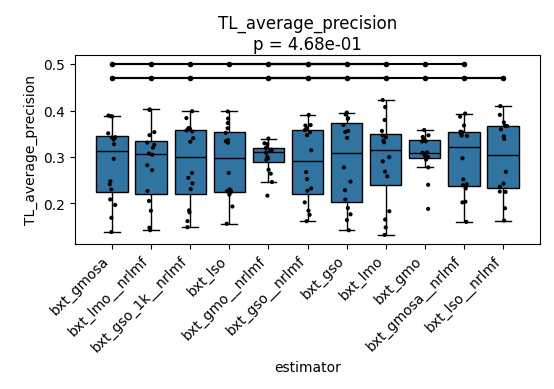 TL_average_precision
p = 4.68e-01
TL_average_precision
0.5
0.4
0.3
0.2
bxt_gmosa
bxt_lmo__nrlmf
bxt_gso_1k__nrlmf
bxt_lso
bxt_gmo__nrlmf
bxt_gso__nrlmf
bxt_gso
bxt_lmo
bxt_gmo
bxt_gmosa__nrlmf
bxt_lso__nrlmf
estimator